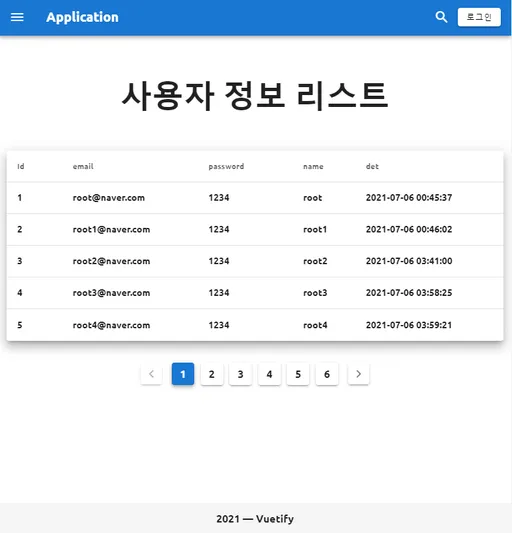 Application 로그인
사용자 정보 리스트
Id email password name det
1 root@naver.com 1234 root 2021-07-06 00:45:37
2 root1@naver.com 1234 root1 2021-07-06 00:46:02
3 root2@naver.com 1234 root2 2021-07-06 03:41:00
4 root3@naver.com 1234 root3 2021-07-06 03:58:25
5 root4@naver.com 1234 root4 2021-07-06 03:59:21
1 2 3 4 5 6
2021 — Vuetify